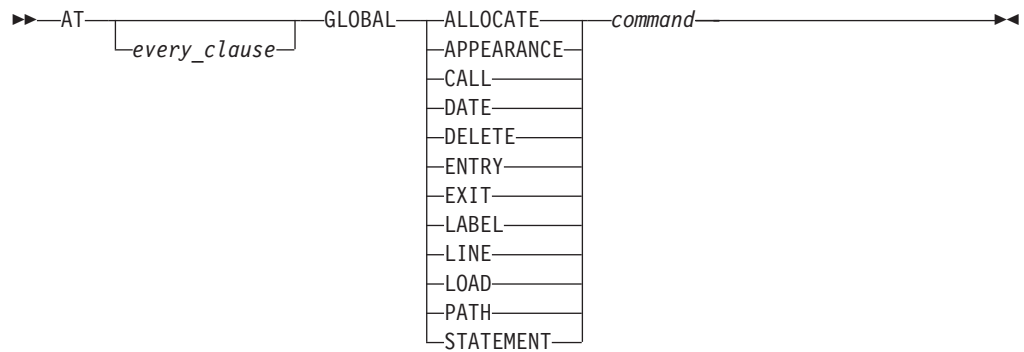 AT GLOBAL ALLOCATE command
every_clause APPEARANCE
CALL
DATE
DELETE
ENTRY
EXIT
LABEL
LINE
LOAD
PATH
STATEMENT